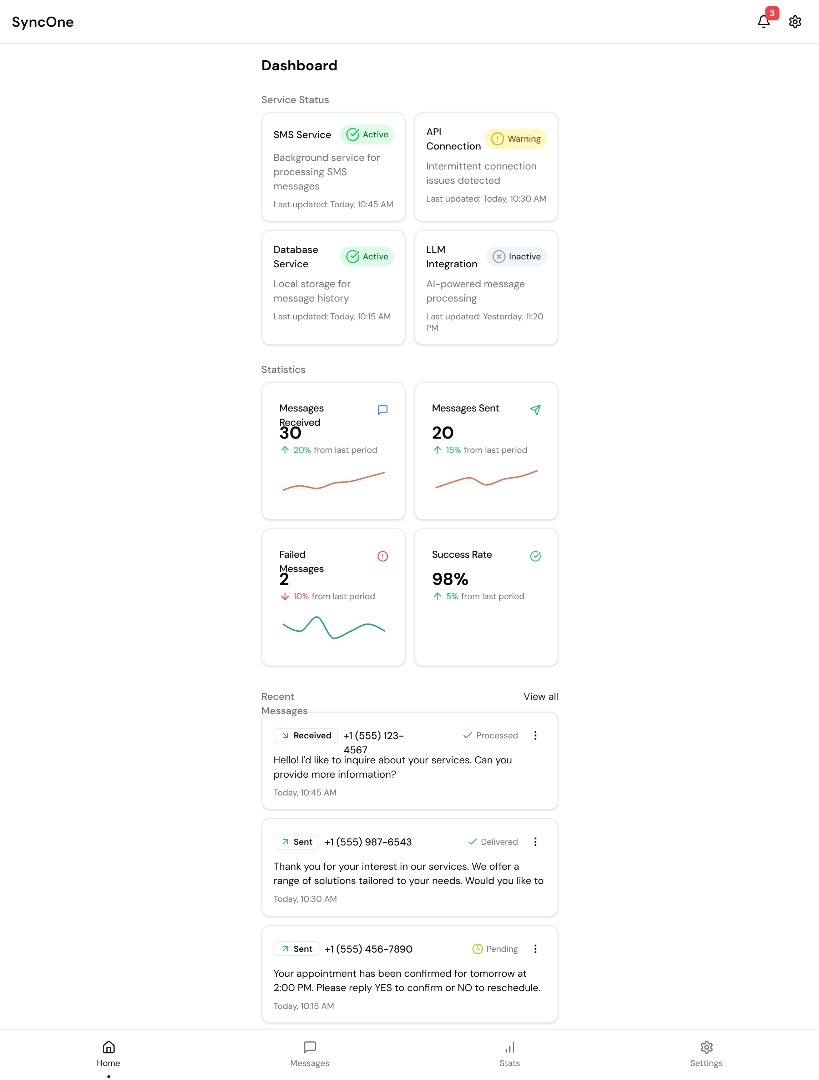 SyncOne
3
Dashboard
Service Status
SMS Service
Active
Background service for
processing SMS
messages
Last updated: Today, 10:45 AM
API
Connection
Warning
Intermittent connection
issues detected
Last updated: Today, 10:30 AM
Database
Service
Active
Local storage for
message history
Last updated: Today, 10:15 AM
LLM
Integration
Inactive
AI-powered message
processing
Last updated: Yesterday, 11:20
PM
Statistics
Messages
Received
30
20% from last period
Messages Sent
20
15% from last period
Failed
Messages
2
10% from last period
Success Rate
98%
5% from last period
Recent
Messages
View all
Received
+1 (555) 123-
4567
Processed
Hello! I'd like to inquire about your services. Can you
provide more information?
Today, 10:45 AM
Sent
+1 (555) 987-6543
Delivered
Thank you for your interest in our services. We offer a
range of solutions tailored to your needs. Would you like to
Today, 10:30 AM
Sent
+1 (555) 456-7890
Pending
Your appointment has been confirmed for tomorrow at
2:00 PM. Please reply YES to confirm or NO to reschedule.
Today, 10:15 AM
Home
Messages
Stats
Settings